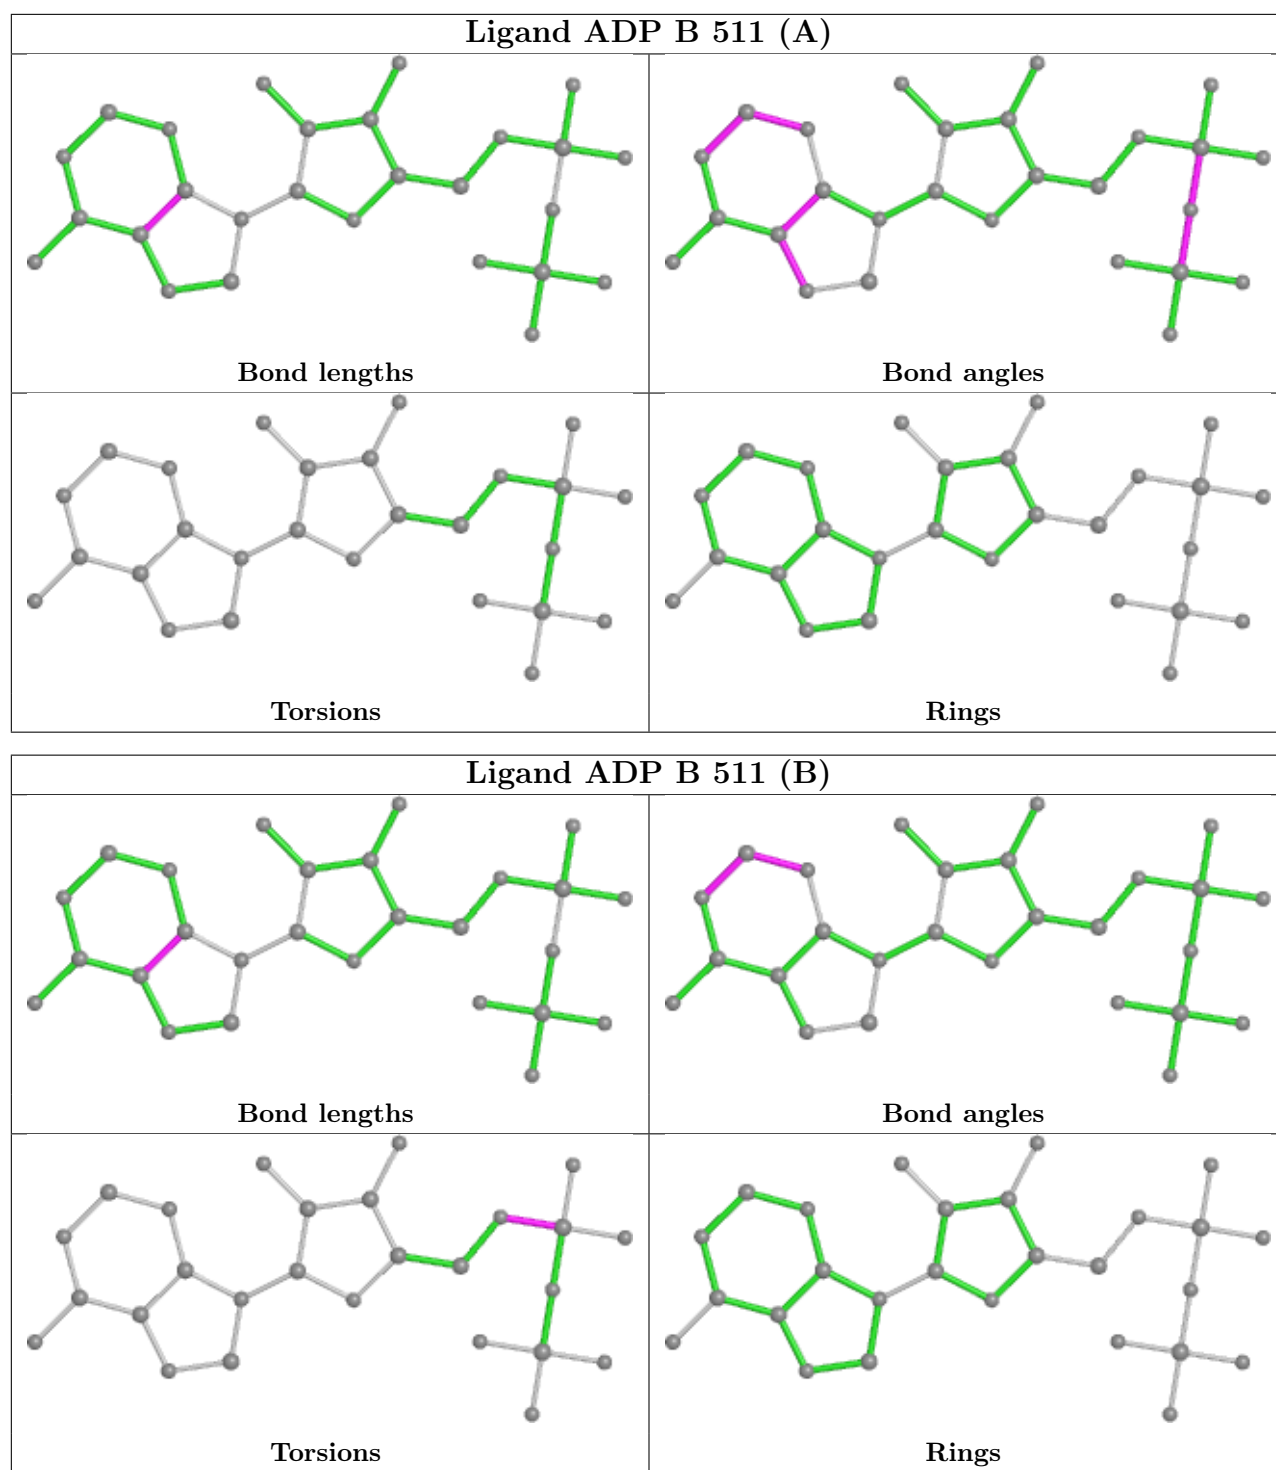 Ligand ADP B 511 (A)
Bond lengths
Bond angles
Torsions
Rings
Ligand ADP B 511 (B)
Bond lengths
Bond angles
Torsions
Rings